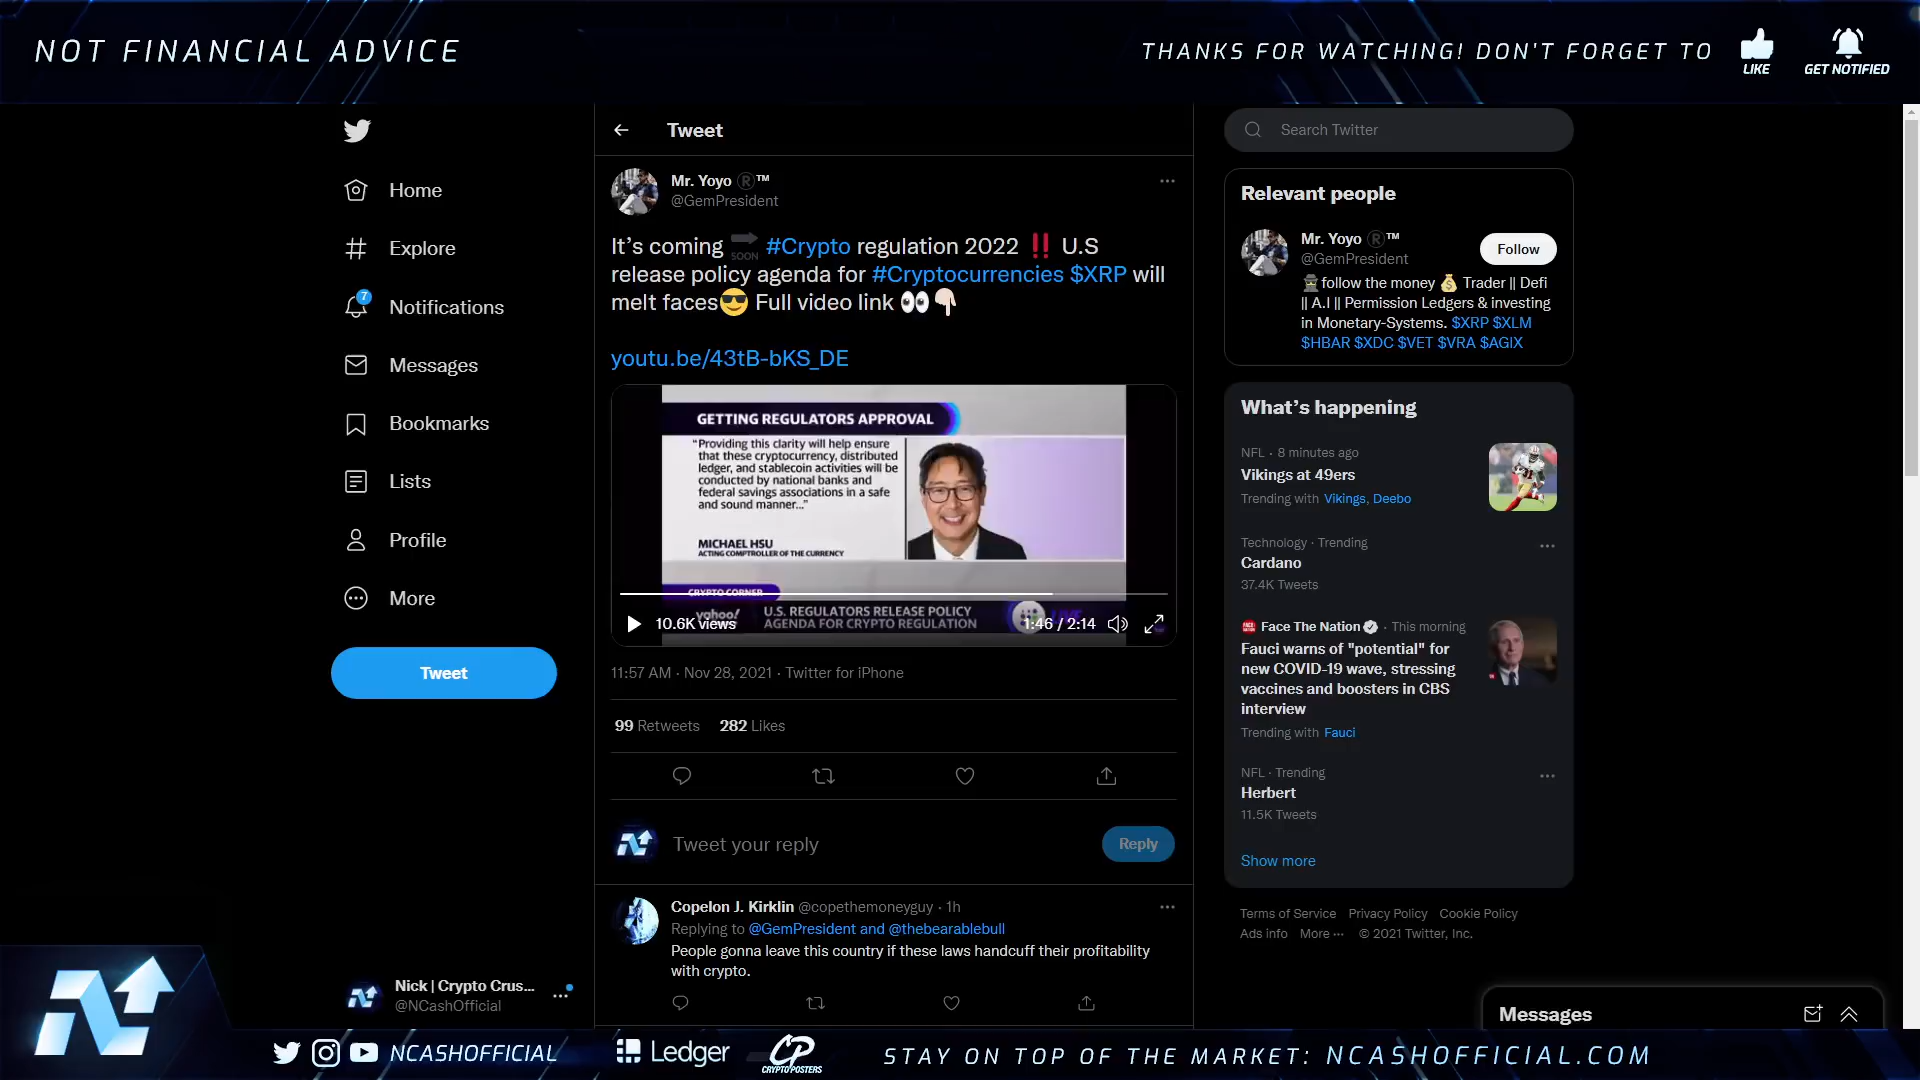 NOT FINANCIAL ADVICE
THANKS FOR WATCHING! DON'T FORGET TO
LIKE
GET NOTIFIED
Home
Explore
7
Notifications
Messages
Bookmarks
Lists
Profile
More
Tweet
Nick | Crypto Crus...
@NCashOfficial
Tweet
Mr. Yoyo ®™
@GemPresident
It's coming 🔜 #Crypto regulation 2022 ‼️ U.S
release policy agenda for #Cryptocurrencies $XRP will
melt faces😎 Full video link 👀👇🏻
youtu.be/43tB-bKS_DE
GETTING REGULATORS APPROVAL
"Providing this clarity will help ensure
that these cryptocurrency, distributed
ledger, and stablecoin activities will be
conducted by national banks and
federal savings associations in a safe
and sound manner..."
MICHAEL HSU
ACTING COMPTROLLER OF THE CURRENCY
CRYPTO CORNER
yahoo!
U.S. REGULATORS RELEASE POLICY
AGENDA FOR CRYPTO REGULATION
LIVE
10.6K views
1:46 / 2:14
11:57 AM · Nov 28, 2021 · Twitter for iPhone
99 Retweets 282 Likes
Tweet your reply
Reply
Copelon J. Kirklin @copethemoneyguy · 1h
Replying to @GemPresident and @thebearablebull
People gonna leave this country if these laws handcuff their profitability
with crypto.
Search Twitter
Relevant people
Mr. Yoyo ®™
@GemPresident
Follow
🕵follow the money 💰 Trader || Defi
|| A.I || Permission Ledgers & investing
in Monetary-Systems. $XRP $XLM
$HBAR $XDC $VET $VRA $AGIX
What's happening
NFL · 8 minutes ago
Vikings at 49ers
Trending with Vikings, Deebo
Technology · Trending
Cardano
37.4K Tweets
Face The Nation · This morning
Fauci warns of "potential" for
new COVID-19 wave, stressing
vaccines and boosters in CBS
interview
Trending with Fauci
NFL · Trending
Herbert
11.5K Tweets
Show more
Terms of Service Privacy Policy Cookie Policy
Ads info More ··· © 2021 Twitter, Inc.
Messages
NCASHOFFICIAL
Ledger
CP
CRYPTOPOSTERS
STAY ON TOP OF THE MARKET: NCASHOFFICIAL.COM